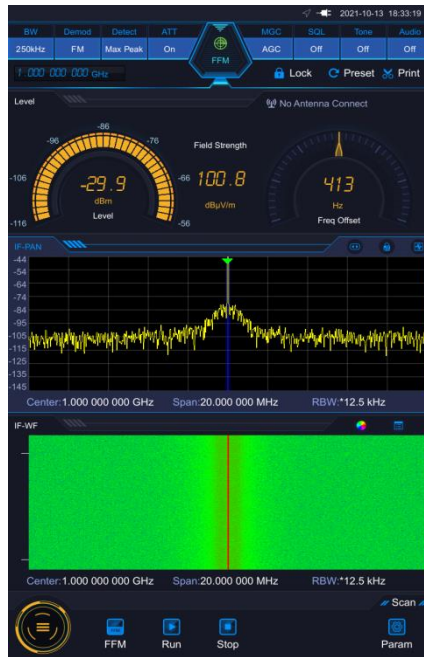 2021-10-13 18:33:19
BW Demod Detect ATT MGC SQL Tone Audio
250kHz FM Max Peak On FFM AGC Off Off Off
1.000 000 000 GHz Lock Preset Print
Level No Antenna Connect
-86
-96 -76
Field Strength
-106 -66
-29.9 100.8 413
dBm dBμV/m Hz
Level Freq Offset
-116 -56
IF-PAN
-44
-54
-64
-74
-84
-95
-105
-115
-125
-135
-145
Center:1.000 000 000 GHz Span:20.000 000 MHz RBW:*12.5 kHz
IF-WF
Center:1.000 000 000 GHz Span:20.000 000 MHz RBW:*12.5 kHz
Scan
FFM Run Stop Param